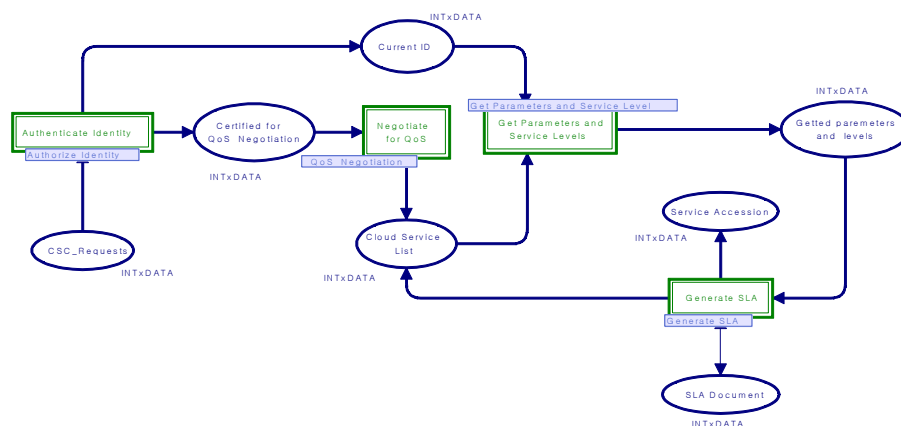 INTxDATA
Current ID
Get Parameters and Service Level
INTxDATA
Authenticate Identity
Authorize Identity
Certified for
QoS Negotiation
INTxDATA
Negotiate
for QoS
QoS Negotiation
Get Parameters and
Service Levels
Getted paremeters
and levels
CSC_Requests
INTxDATA
Cloud Service
List
INTxDATA
Service Accession
INTxDATA
Generate SLA
Generate SLA
SLA Document
INTxDATA